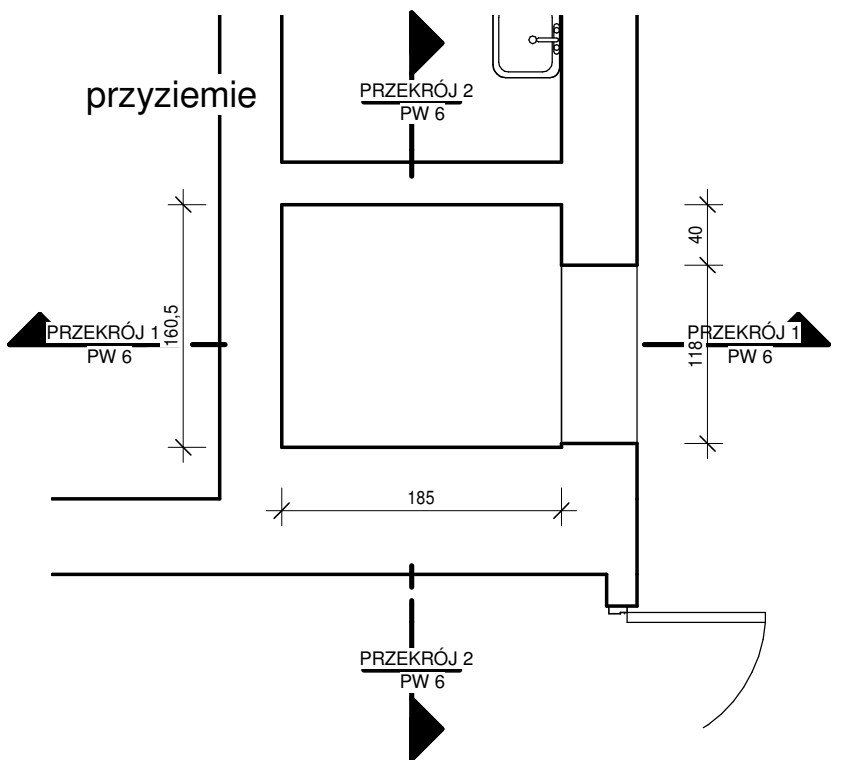 przyziemie
PRZEKRÓJ 2
PW 6
40
160,5
PRZEKRÓJ 1
PW 6
118
PRZEKRÓJ 1
PW 6
185
PRZEKRÓJ 2
PW 6